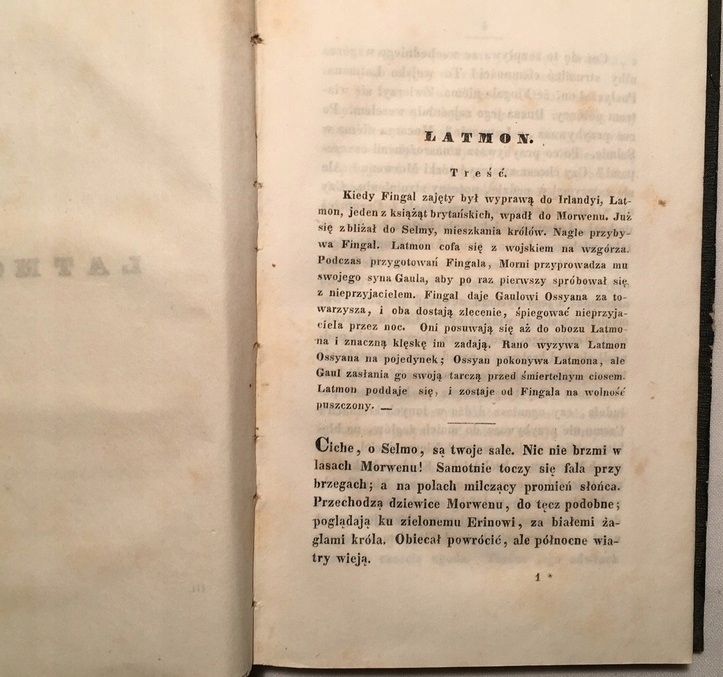 LATMON.
Treść.
Kiedy Fingal zajęty był wyprawą do Irlandyi, Lat-
mon, jeden z książąt brytańskich, wpadł do Morwenu. Już
się zbliżał do Selmy, mieszkania królów. Nagle przyby-
wa Fingal. Latmon cofa się z wojskiem na wzgórza.
Podczas przygotowań Fingala, Morni przyprowadza mu
swojego syna Gaula, aby po raz pierwszy spróbował się
z nieprzyjacielem. Fingal daje Gaulowi Ossyana za to-
warzysza, i oba dostają zlecenie, śpiegować nieprzyja-
ciela przez noc. Oni posuwają się aż do obozu Latmo-
na i znaczną klęskę im zadają. Rano wyzywa Latmon
Ossyana na pojedynek; Ossyan pokonywa Latmona, ale
Gaul zasłania go swoją tarczą przed śmiertelnym ciosem.
Latmon poddaje się, i zostaje od Fingala na wolność
puszczony. —
Ciche, o Selmo, są twoje sale. Nic nie brzmi w
lasach Morwenu! Samotnie toczy się fala przy
brzegach; a na polach milczący promień słońca.
Przechodzą dziewice Morwenu, do tęcz podobne;
poglądają ku zielonemu Erinowi, za białemi ża-
glami króla. Obiecał powrócić, ale północne wia-
try wieją.
1 *